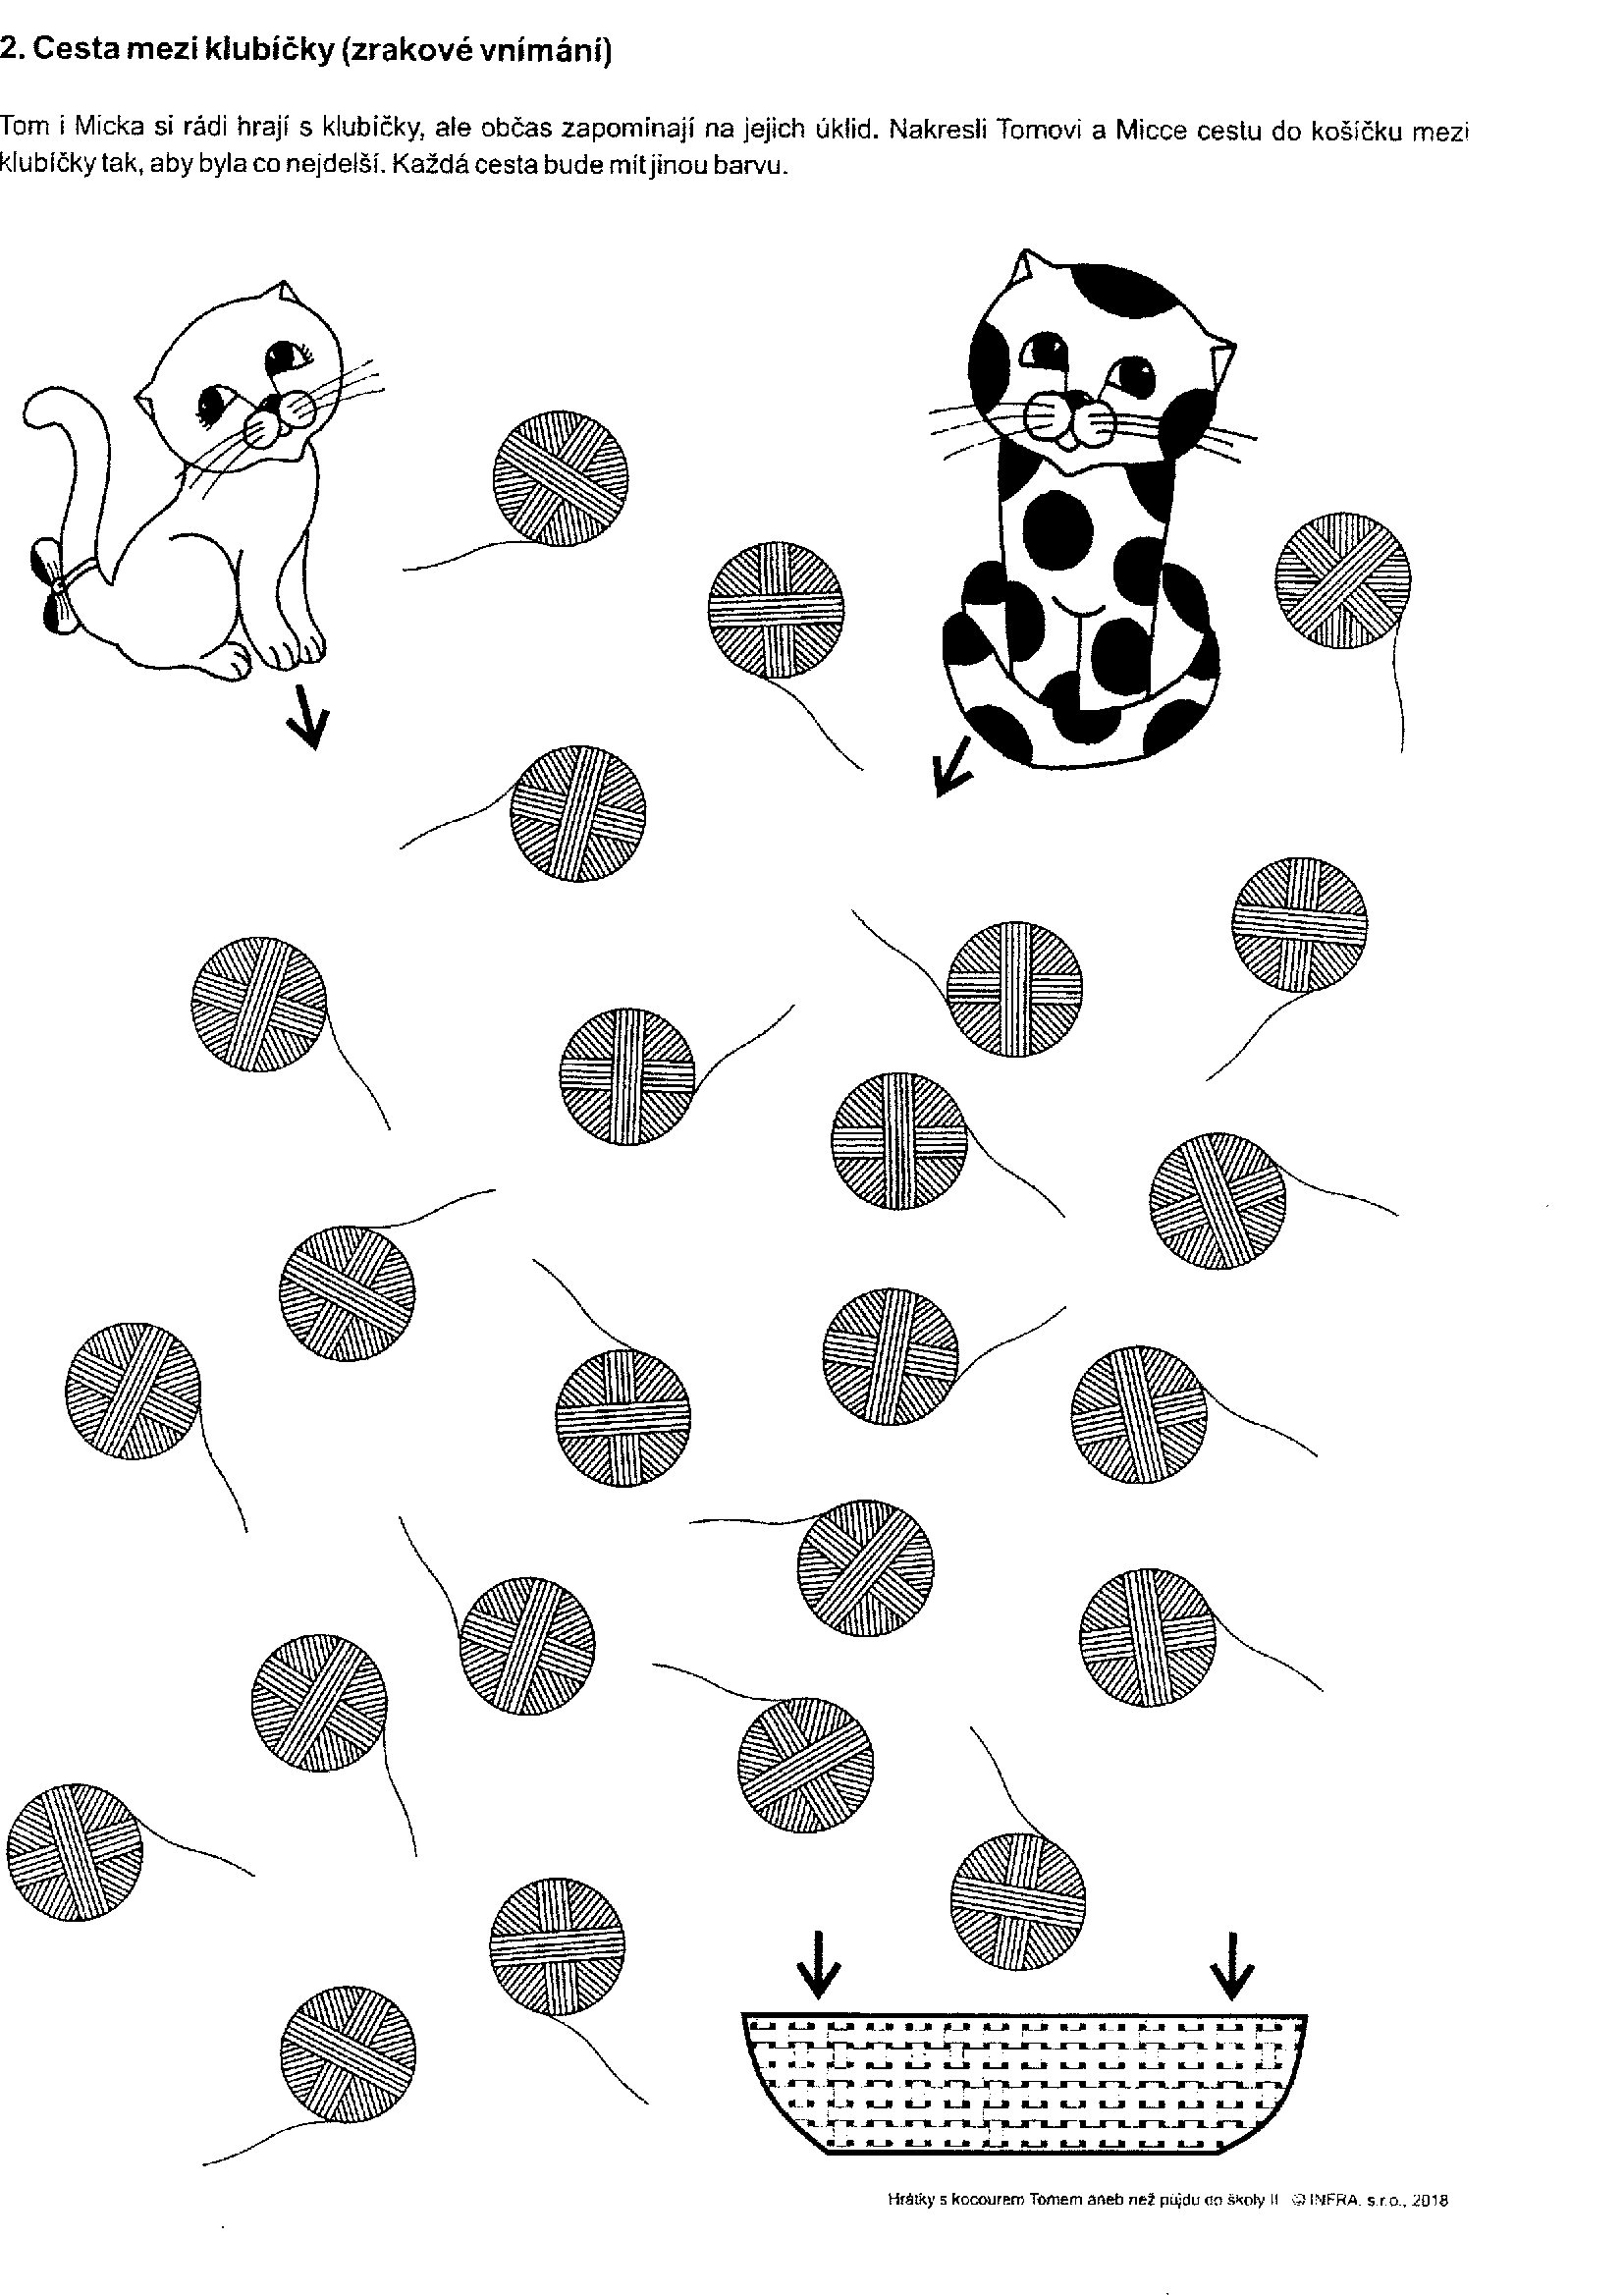 2. Cesta mezi klubíčky (zrakové vnímání)
Tom i Micka si rádi hrají s klubíčky, ale občas zapomínají na jejich úklid. Nakresli Tomovi a Micce cestu do košíčku mezi
klubíčky tak, aby byla co nejdelší. Každá cesta bude mít jinou barvu.
Hrátky s kocourem Tomem aneb než půjdu do školy II © INFRA, s.r.o., 2018